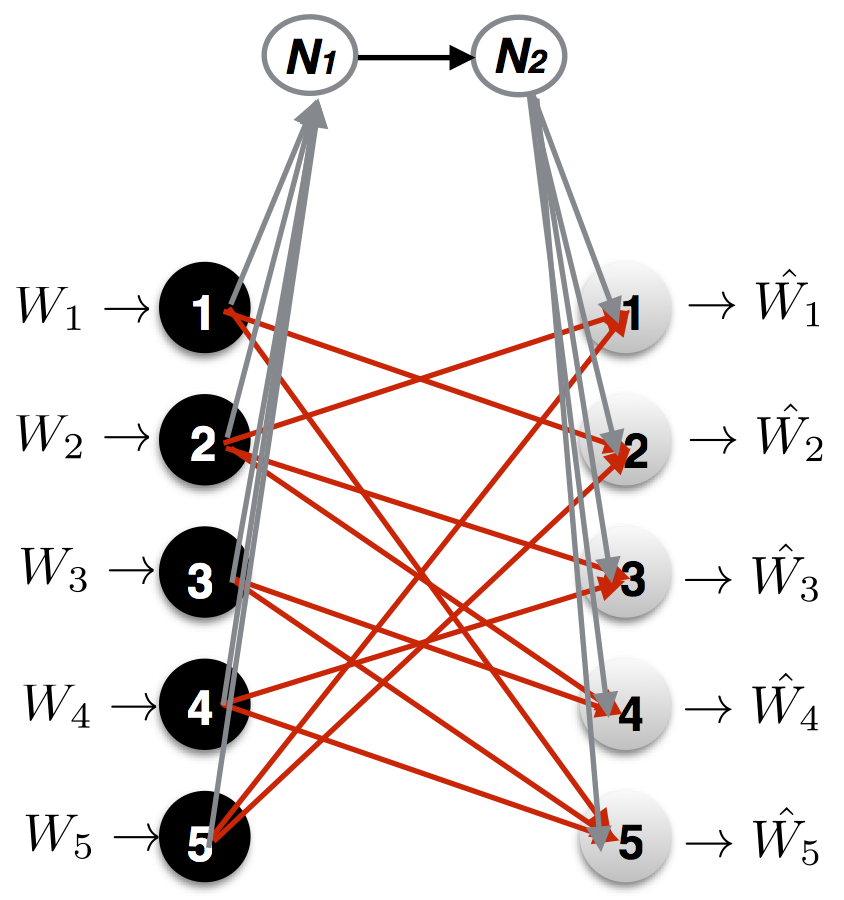 N₁ N₂
W₁ → 1 1 → Ŵ₁
W₂ → 2 2 → Ŵ₂
W₃ → 3 3 → Ŵ₃
W₄ → 4 4 → Ŵ₄
W₅ → 5 5 → Ŵ₅